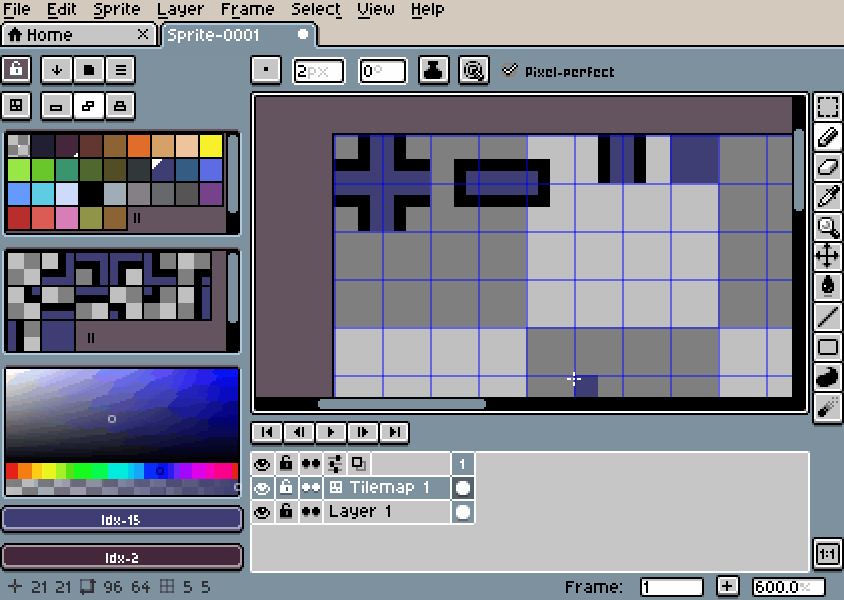 File Edit Sprite Layer Frame Select View Help
Home Sprite-0001
2px 0° Pixel-perfect
Idx-15
Idx-2
1
Tilemap 1
Layer 1
21 21 96 64 5 5 Frame: 1 600.0% 
1:1